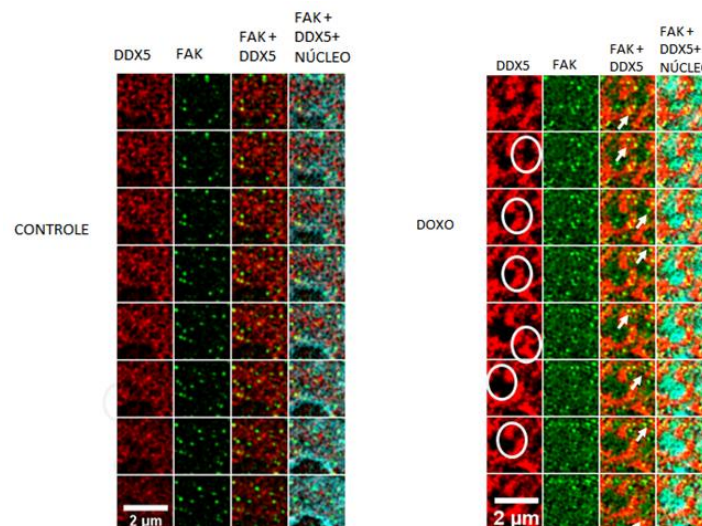 DDX5
FAK
FAK +
DDX5
FAK +
DDX5+
NÚCLEO
CONTROLE
2 µm
DDX5
FAK
FAK +
DDX5
FAK +
DDX5+
NÚCLEO
DOXO
2 µm